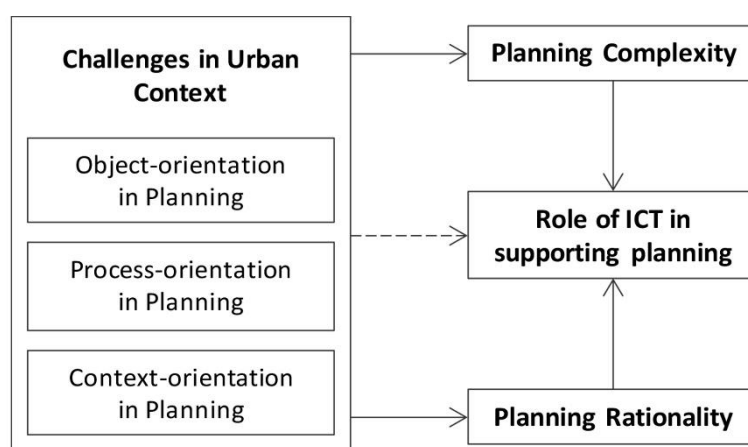 Challenges in Urban
Context
Object-orientation
in Planning
Process-orientation
in Planning
Context-orientation
in Planning
Planning Complexity
Role of ICT in
supporting planning
Planning Rationality